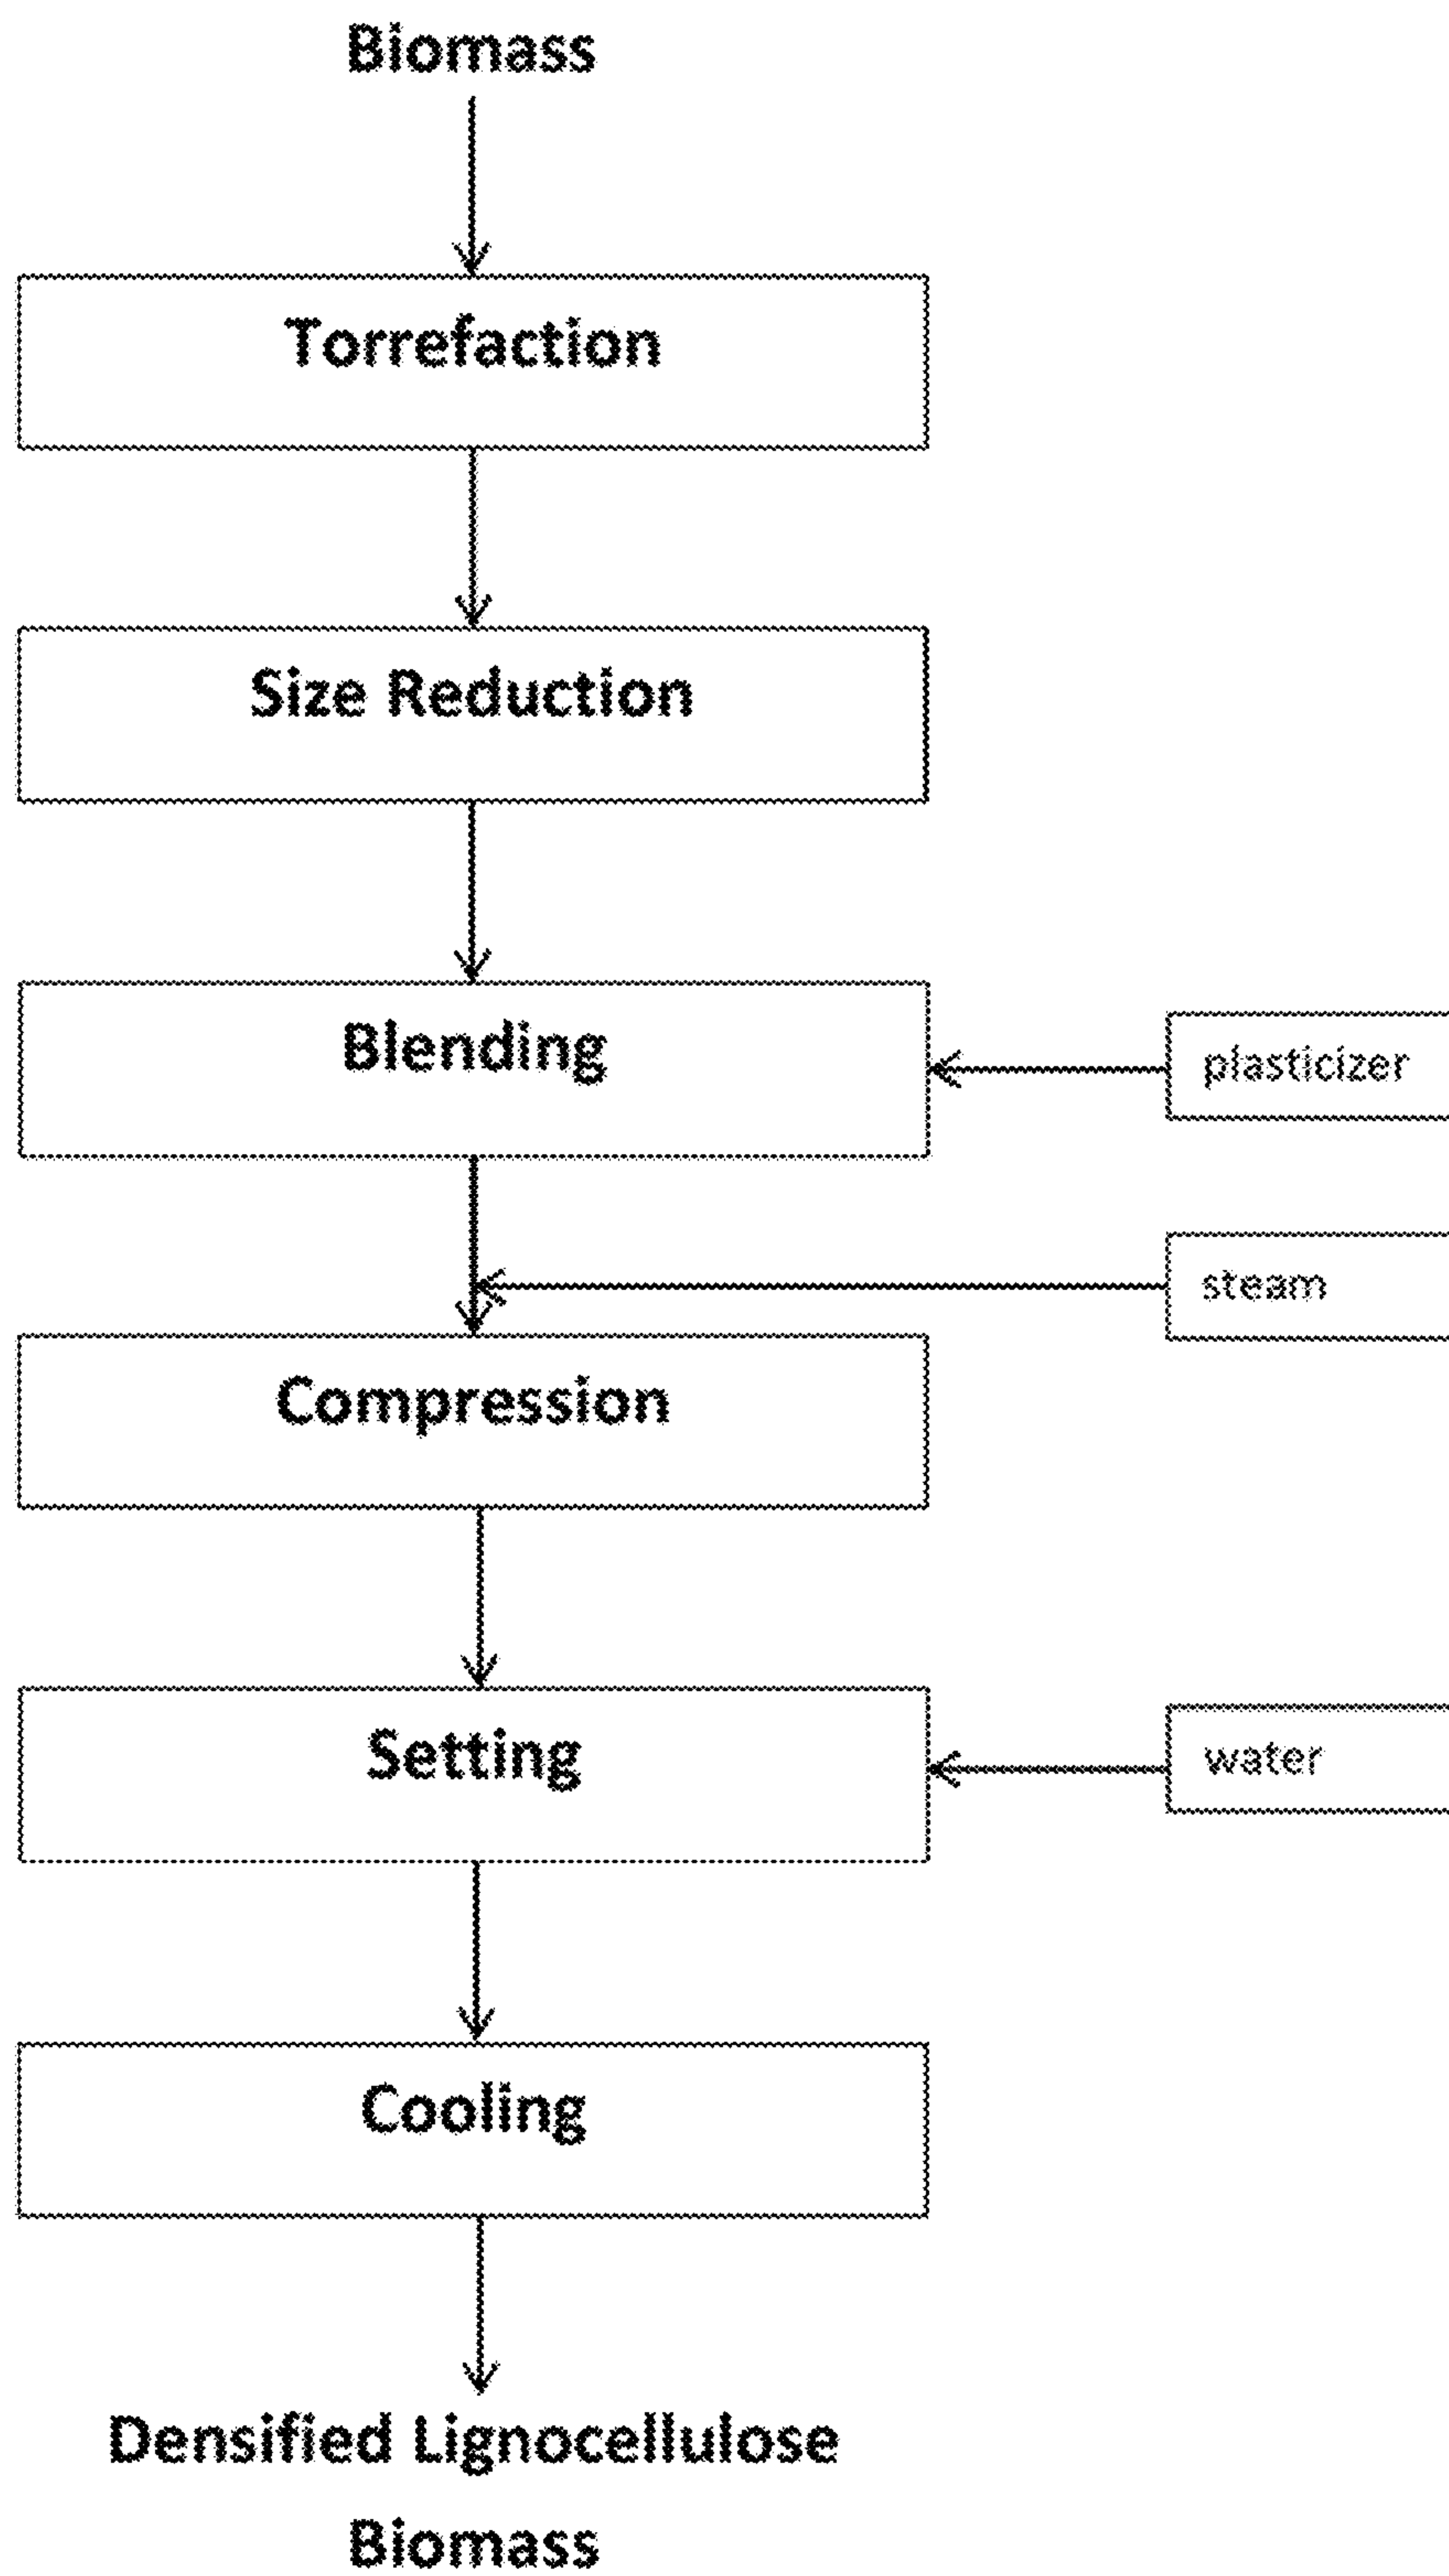 Biomass
Torrefaction
Size Reduction
Blending
plasticizer
steam
Compression
Setting
water
Cooling
Densified Lignocellulose
Biomass